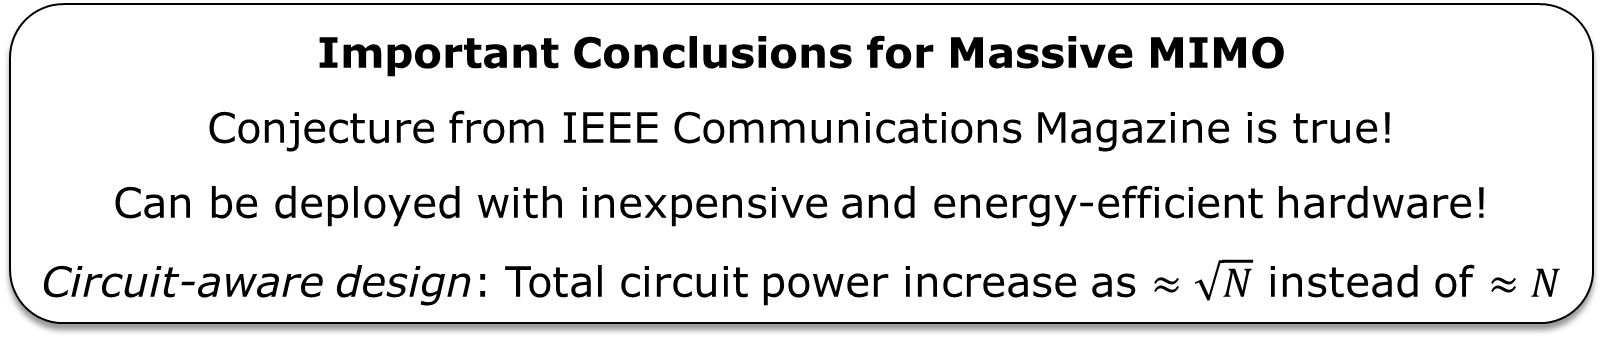 Important Conclusions for Massive MIMO
Conjecture from IEEE Communications Magazine is true!
Can be deployed with inexpensive and energy-efficient hardware!
Circuit-aware design: Total circuit power increase as ≈ √N instead of ≈ N